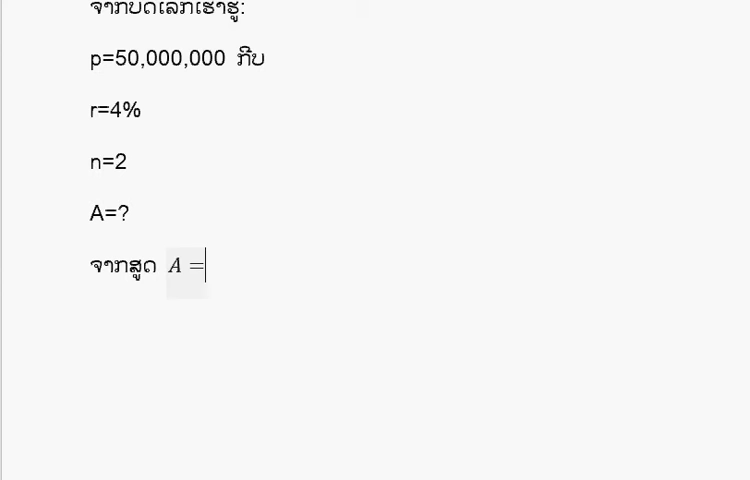 ຈາກບົດເລກເຮົາຮູ້:
p=50,000,000 ກີບ
r=4%
n=2
A=?
ຈາກສູດ A =